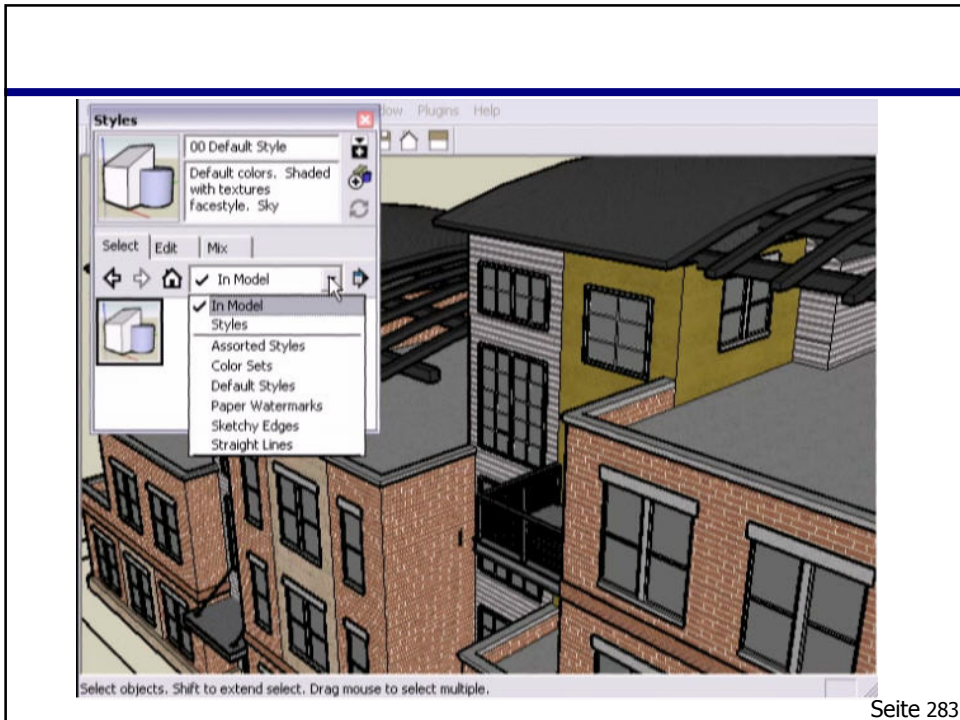 Styles
dow Plugins Help
00 Default Style
Default colors. Shaded
with textures
facestyle. Sky
Select Edit Mix
In Model
In Model
Styles
Assorted Styles
Color Sets
Default Styles
Paper Watermarks
Sketchy Edges
Straight Lines
Select objects. Shift to extend select. Drag mouse to select multiple.
Seite 283